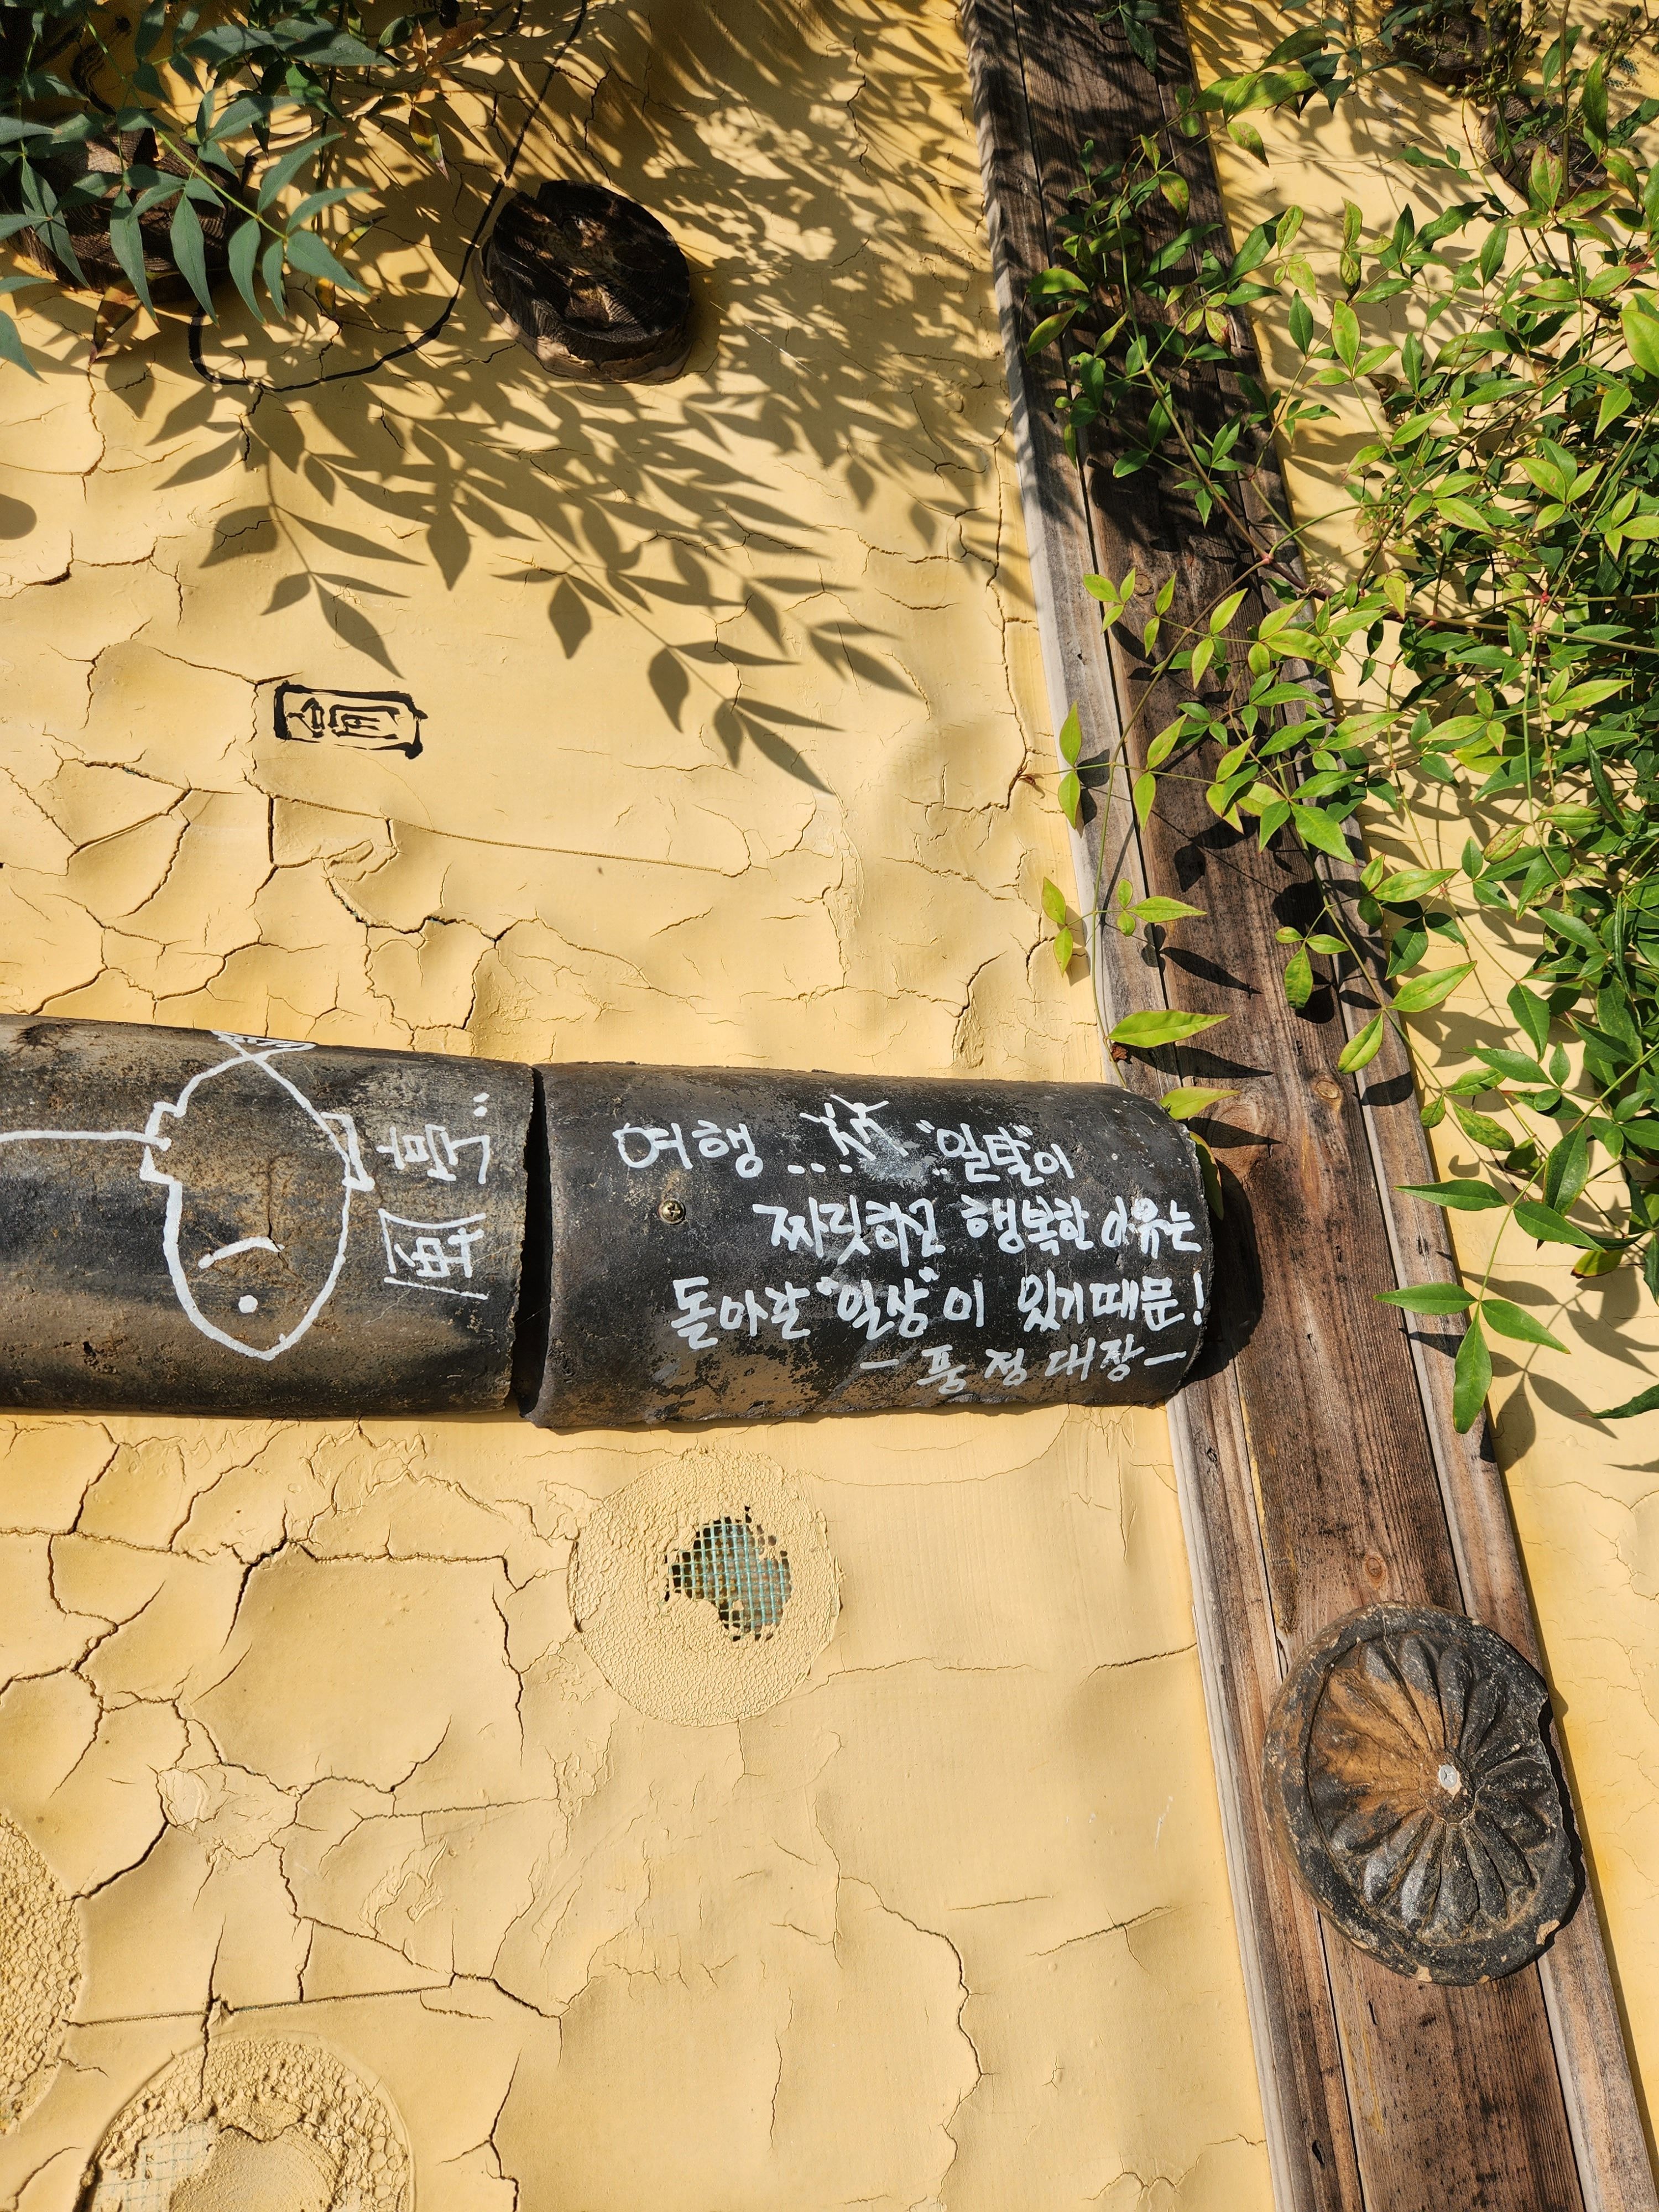 여행 ... "일탈"이
짜릿하고 행복한 이유는
돌아갈 "일상"이 있기 때문!
- 풍정대장 -